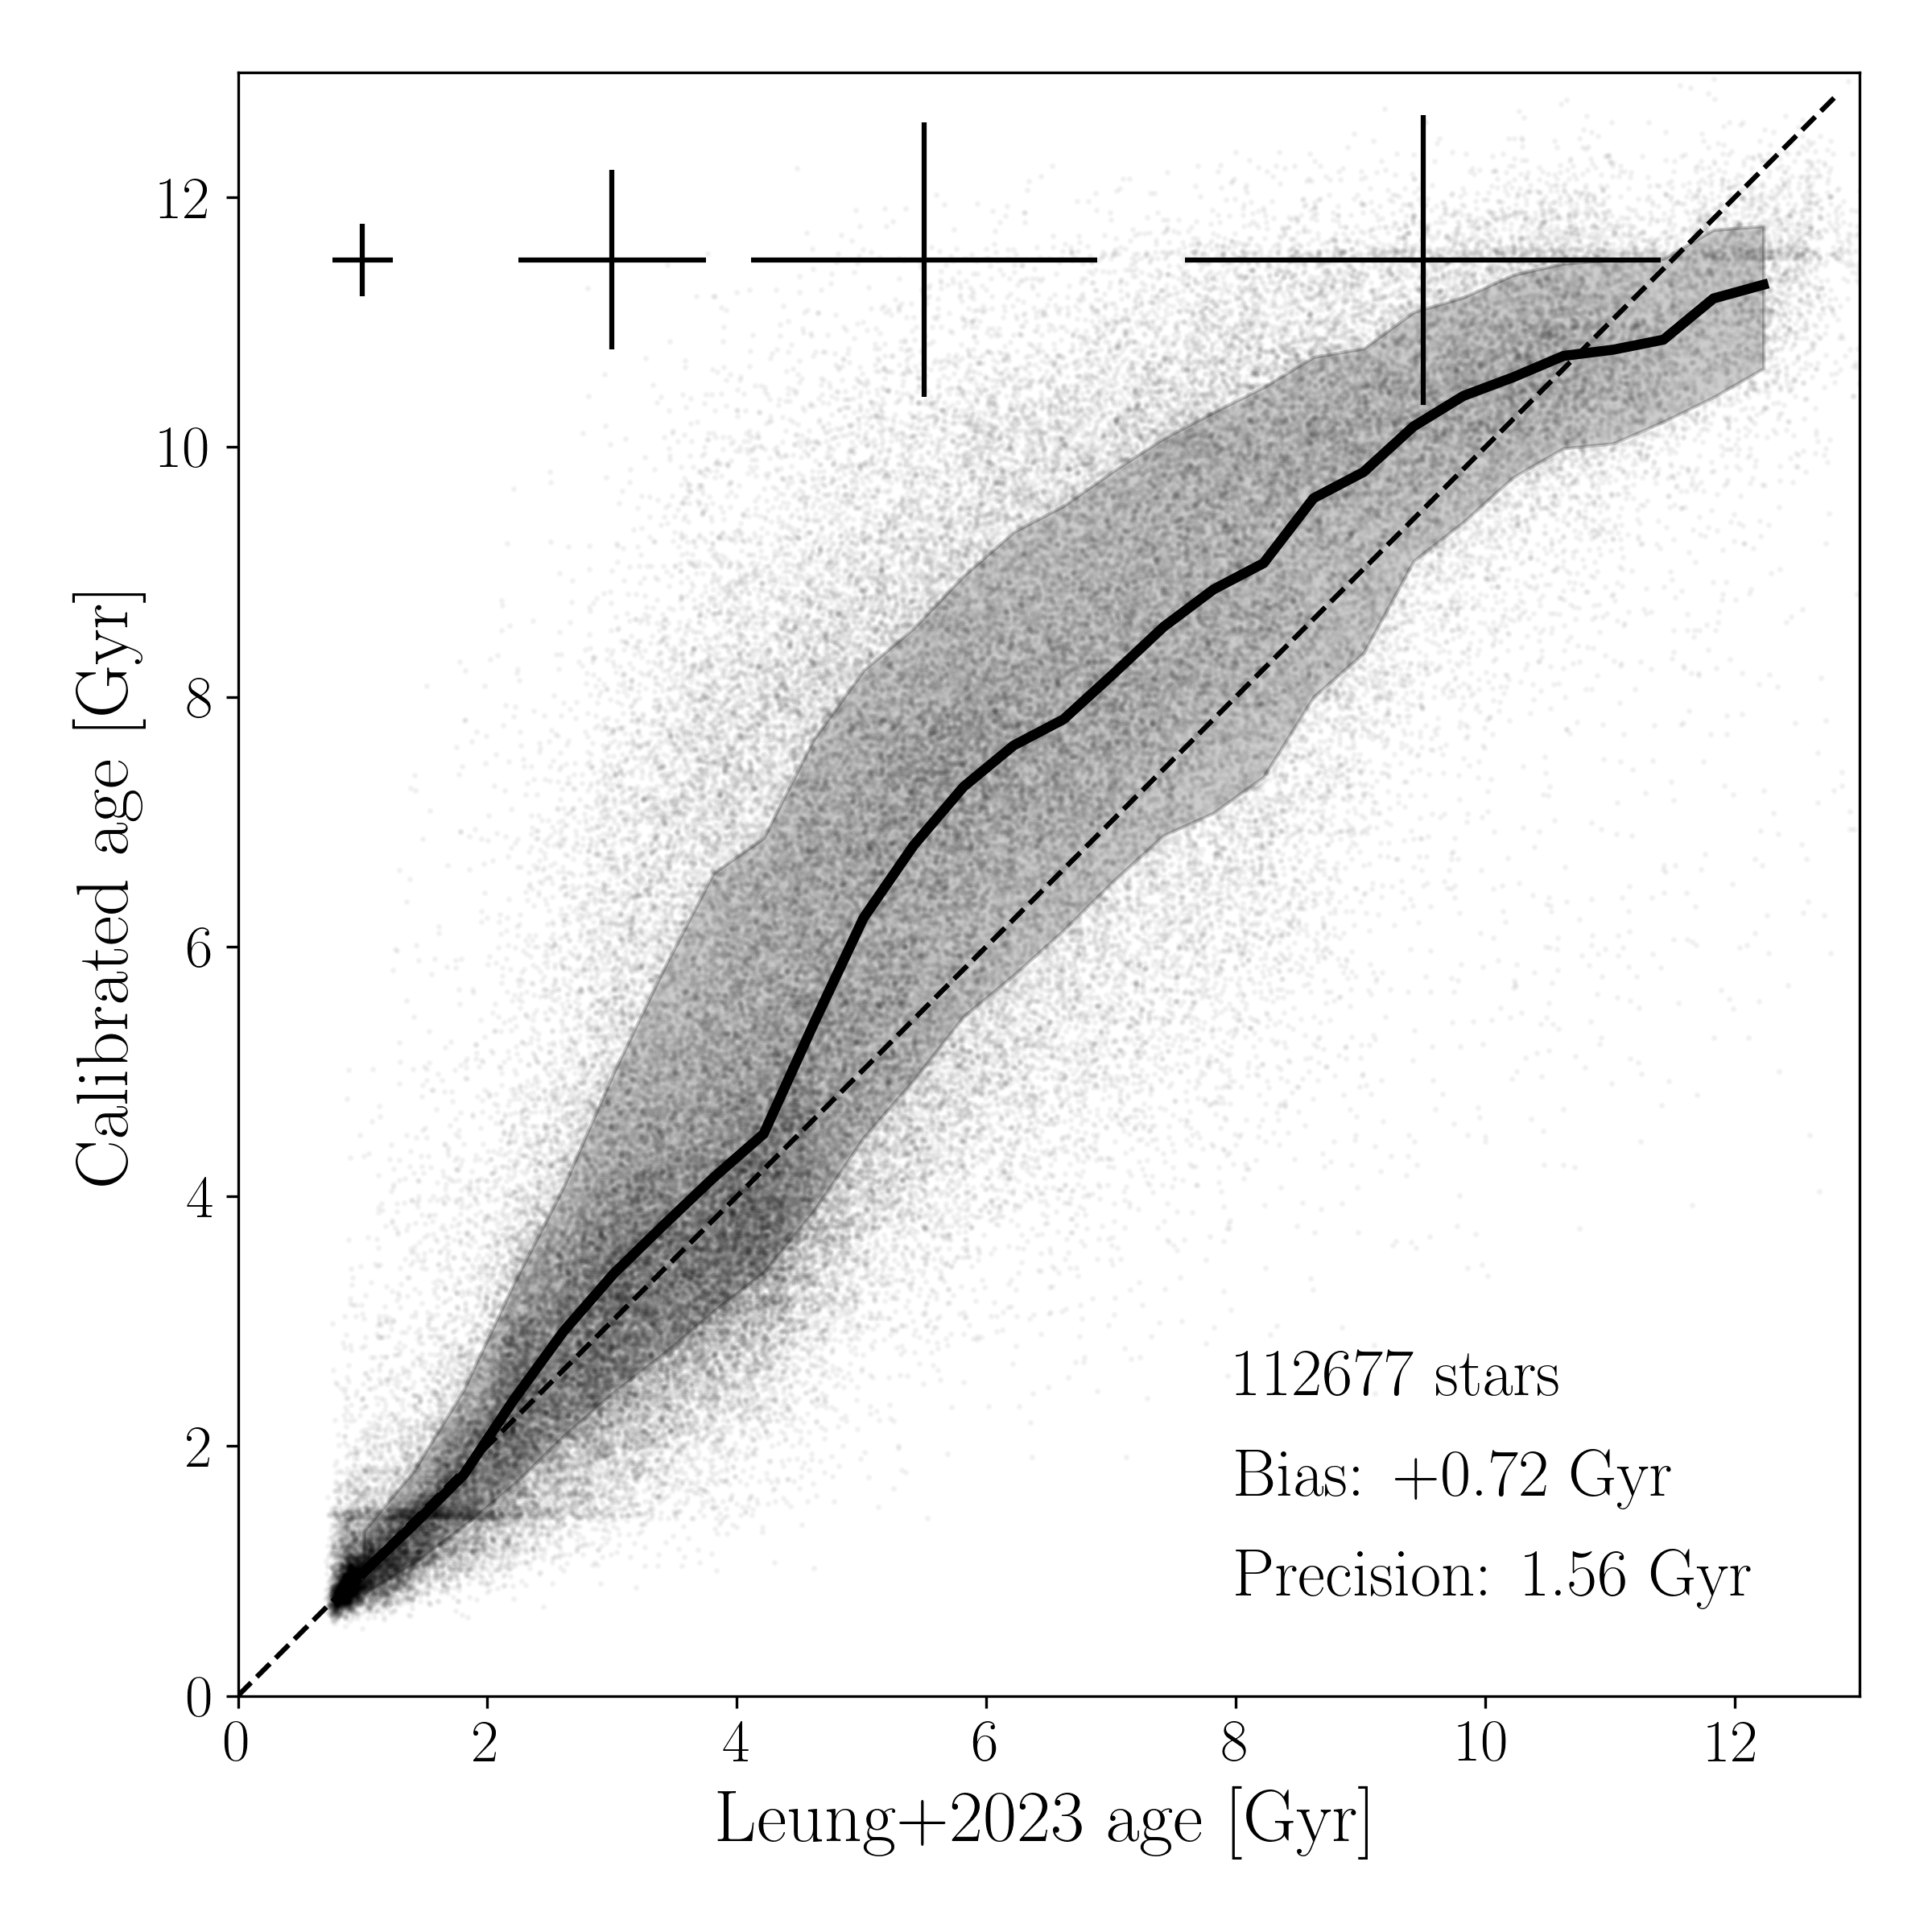 12
10
8
6
4
2
0
Calibrated age [Gyr]
112677 stars
Bias: +0.72 Gyr
Precision: 1.56 Gyr
0 2 4 6 8 10 12
Leung+2023 age [Gyr]